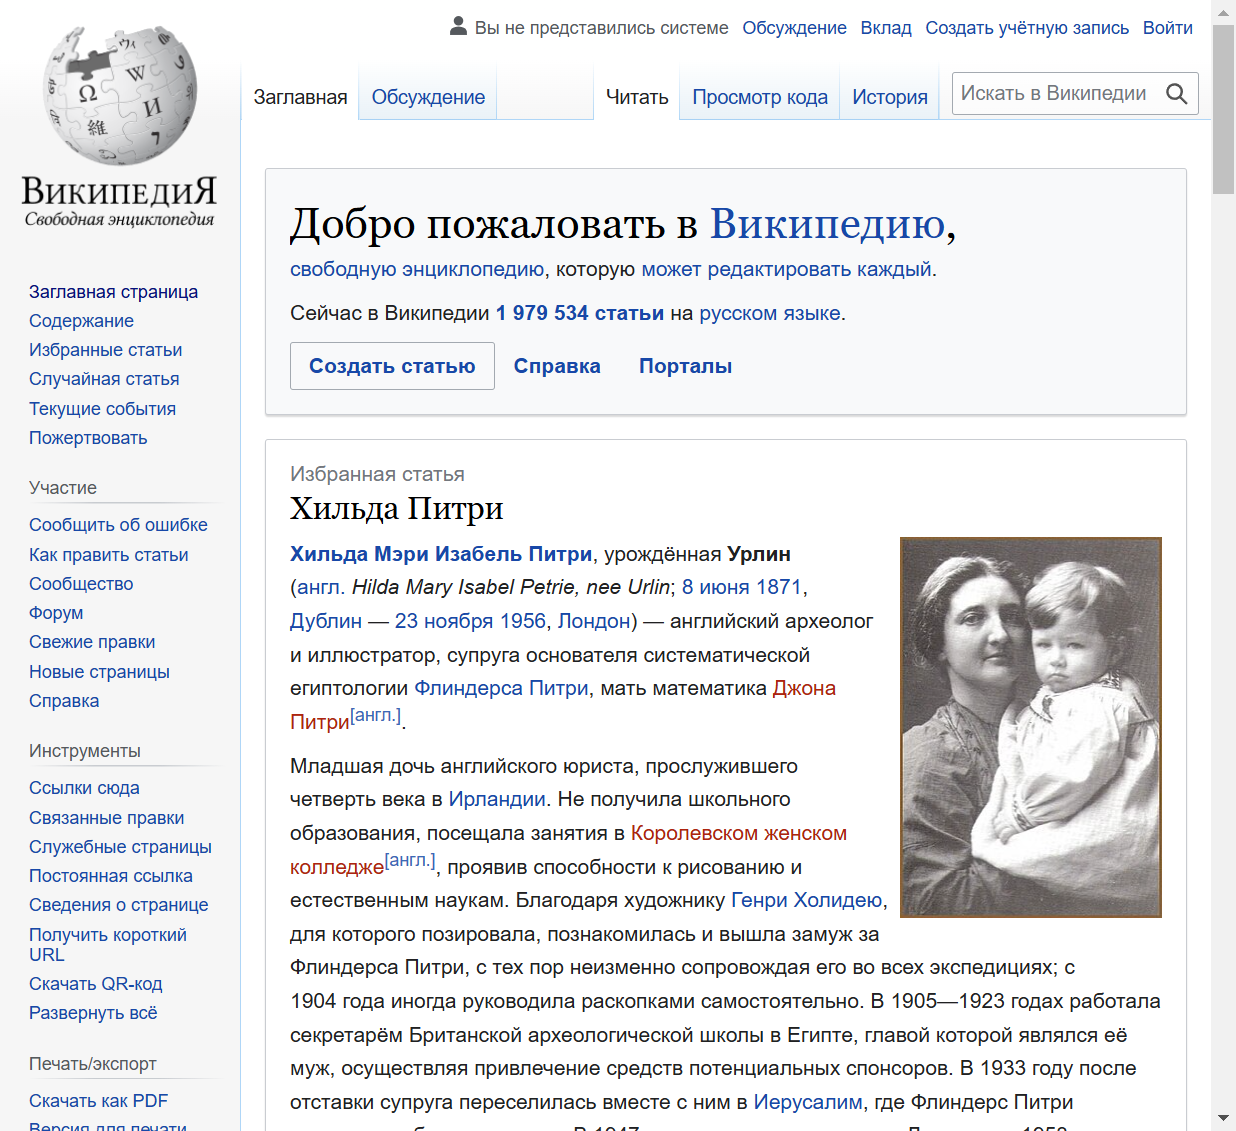 Вы не представились системе Обсуждение Вклад Создать учётную запись Войти
Заглавная Обсуждение Читать Просмотр кода История Искать в Википедии
ВикипедиЯ
Свободная энциклопедия
Заглавная страница
Содержание
Избранные статьи
Случайная статья
Текущие события
Пожертвовать
Участие
Сообщить об ошибке
Как править статьи
Сообщество
Форум
Свежие правки
Новые страницы
Справка
Инструменты
Ссылки сюда
Связанные правки
Служебные страницы
Постоянная ссылка
Сведения о странице
Получить короткий
URL
Скачать QR-код
Развернуть всё
Печать/экспорт
Скачать как PDF
Версия для печати
Добро пожаловать в Википедию,
свободную энциклопедию, которую может редактировать каждый.
Сейчас в Википедии 1 979 534 статьи на русском языке.
Создать статью Справка Порталы
Избранная статья
Хильда Питри
Хильда Мэри Изабель Питри, урождённая Урлин
(англ. Hilda Mary Isabel Petrie, nee Urlin; 8 июня 1871,
Дублин — 23 ноября 1956, Лондон) — английский археолог
и иллюстратор, супруга основателя систематической
египтологии Флиндерса Питри, мать математика Джона
Питри[англ.].
Младшая дочь английского юриста, прослужившего
четверть века в Ирландии. Не получила школьного
образования, посещала занятия в Королевском женском
колледже[англ.], проявив способности к рисованию и
естественным наукам. Благодаря художнику Генри Холидею,
для которого позировала, познакомилась и вышла замуж за
Флиндерса Питри, с тех пор неизменно сопровождая его во всех экспедициях; с
1904 года иногда руководила раскопками самостоятельно. В 1905—1923 годах работала
секретарём Британской археологической школы в Египте, главой которой являлся её
муж, осуществляя привлечение средств потенциальных спонсоров. В 1933 году после
отставки супруга переселилась вместе с ним в Иерусалим, где Флиндерс Питри